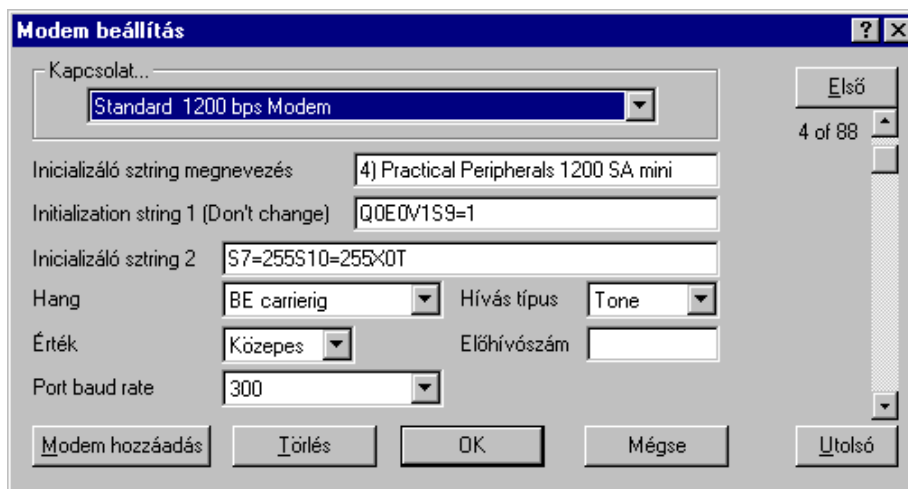 Modem beállítás
Kapcsolat...
Standard 1200 bps Modem
Első
4 of 88
Inicializáló sztring megnevezés 4) Practical Peripherals 1200 SA mini
Initialization string 1 (Don't change) Q0E0V1S9=1
Inicializáló sztring 2 S7=255S10=255X0T
Hang BE carrierig Hívás típus Tone
Érték Közepes Előhívószám
Port baud rate 300
Modem hozzáadás Törlés OK Mégse Utolsó